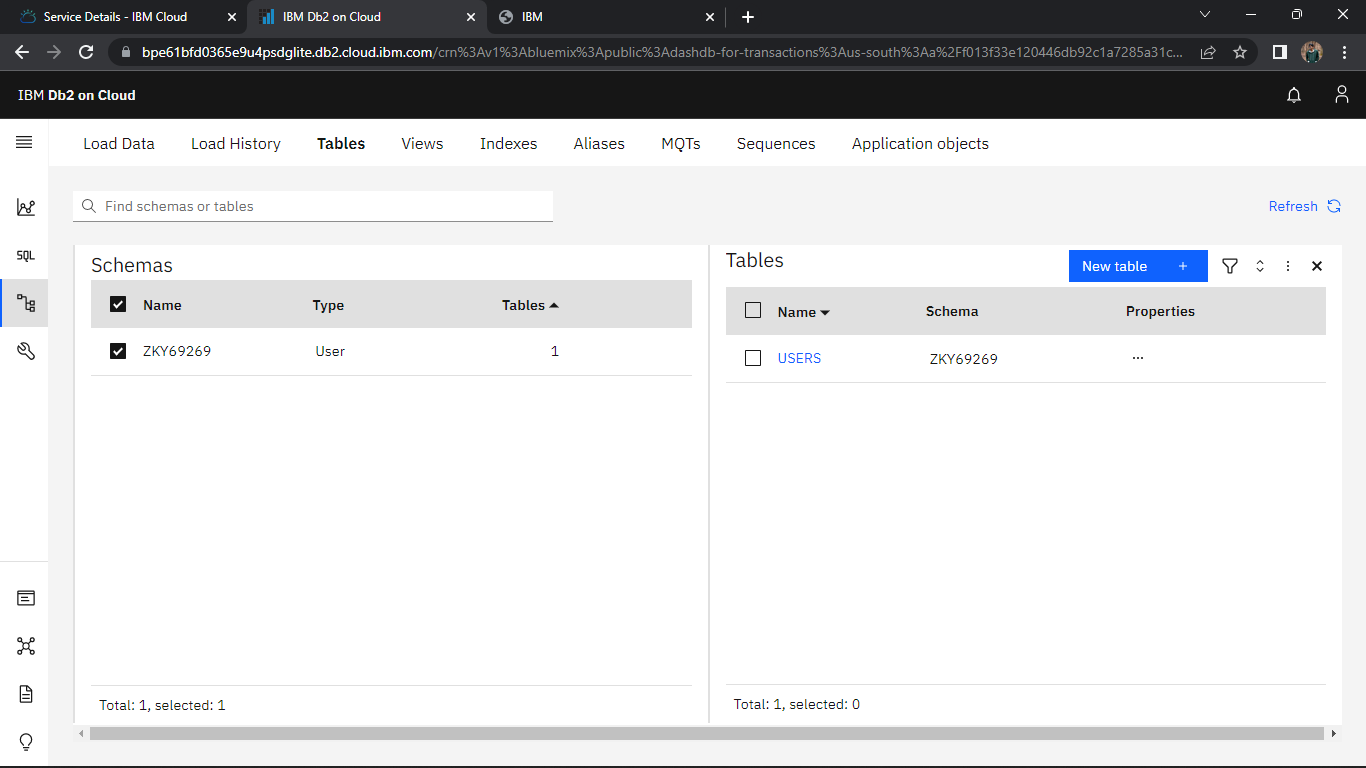 Service Details - IBM Cloud
IBM Db2 on Cloud
IBM
bpe61bfd0365e9u4psdglite.db2.cloud.ibm.com/crn%3Av1%3Abluemix%3Apublic%3Adashdb-for-transactions%3Aus-south%3Aa%2Ff013f33e120446db92c1a7285a31c...
IBM Db2 on Cloud
Load Data Load History Tables Views Indexes Aliases MQTs Sequences Application objects
Find schemas or tables
Refresh
SQL
Schemas
Name Type Tables
ZKY69269 User 1
Total: 1, selected: 1
Tables
New table +
Name Schema Properties
USERS ZKY69269 ...
Total: 1, selected: 0